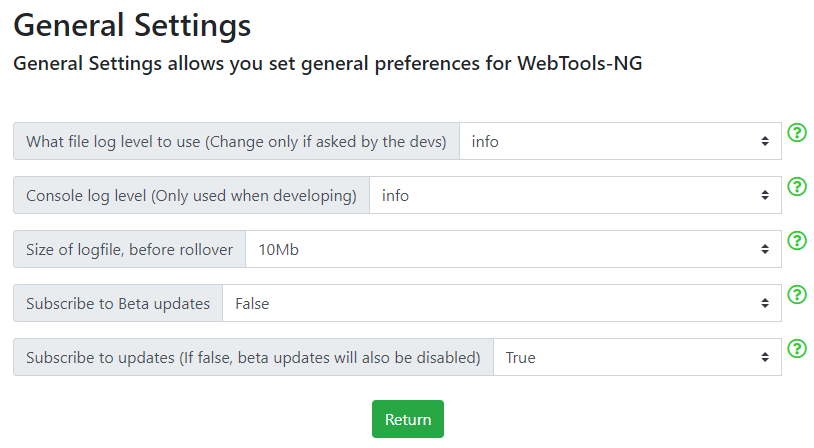 General Settings
General Settings allows you set general preferences for WebTools-NG
What file log level to use (Change only if asked by the devs) info
Console log level (Only used when developing) info
Size of logfile, before rollover 10Mb
Subscribe to Beta updates False
Subscribe to updates (If false, beta updates will also be disabled) True
Return